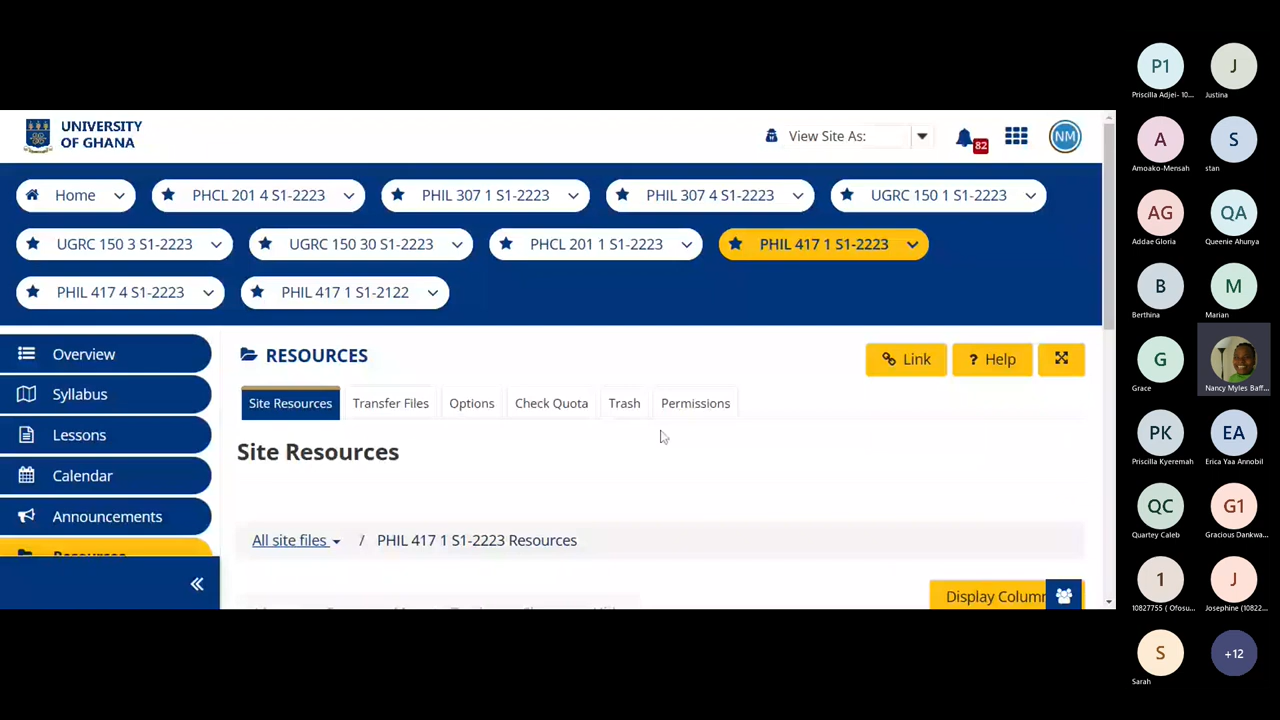 UNIVERSITY
OF GHANA
View Site As:
82
NM
Home
PHCL 201 4 S1-2223
PHIL 307 1 S1-2223
PHIL 307 4 S1-2223
UGRC 150 1 S1-2223
UGRC 150 3 S1-2223
UGRC 150 30 S1-2223
PHCL 201 1 S1-2223
PHIL 417 1 S1-2223
PHIL 417 4 S1-2223
PHIL 417 1 S1-2122
Overview
Syllabus
Lessons
Calendar
Announcements
Resources
RESOURCES
Link
? Help
Site Resources
Transfer Files
Options
Check Quota
Trash
Permissions
Site Resources
All site files / PHIL 417 1 S1-2223 Resources
Display Colum
P1
Priscilla Adjei- 10...
J
Justina
A
Amoako-Mensah
S
stan
AG
Addae Gloria
QA
Queenie Ahunya
B
Berthina
M
Marian
G
Grace
Nancy Myles Baff...
PK
Priscilla Kyeremah
EA
Erica Yaa Annobil
QC
Quartey Caleb
G1
Gracious Dankwa...
1
10827755 ( Ofosu...
J
Josephine (10822...
S
Sarah
+12